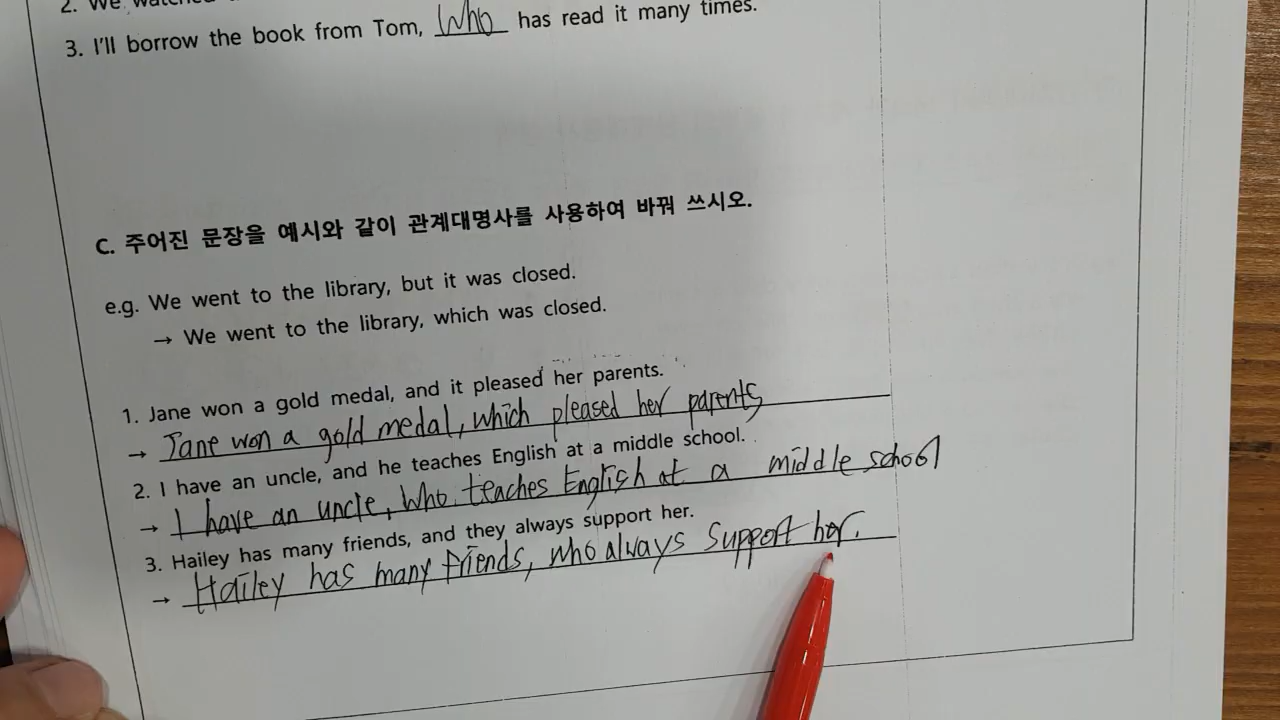 2. We watched
3. I'll borrow the book from Tom, Who has read it many times.
C. 주어진 문장을 예시와 같이 관계대명사를 사용하여 바꿔 쓰시오.
e.g. We went to the library, but it was closed.
→ We went to the library, which was closed.
1. Jane won a gold medal, and it pleased her parents.
→ Jane won a gold medal, which pleased her parents
2. I have an uncle, and he teaches English at a middle school.
→ I have an uncle, Who teaches English at a middle school
3. Hailey has many friends, and they always support her.
→ Hailey has many friends, who always support her.